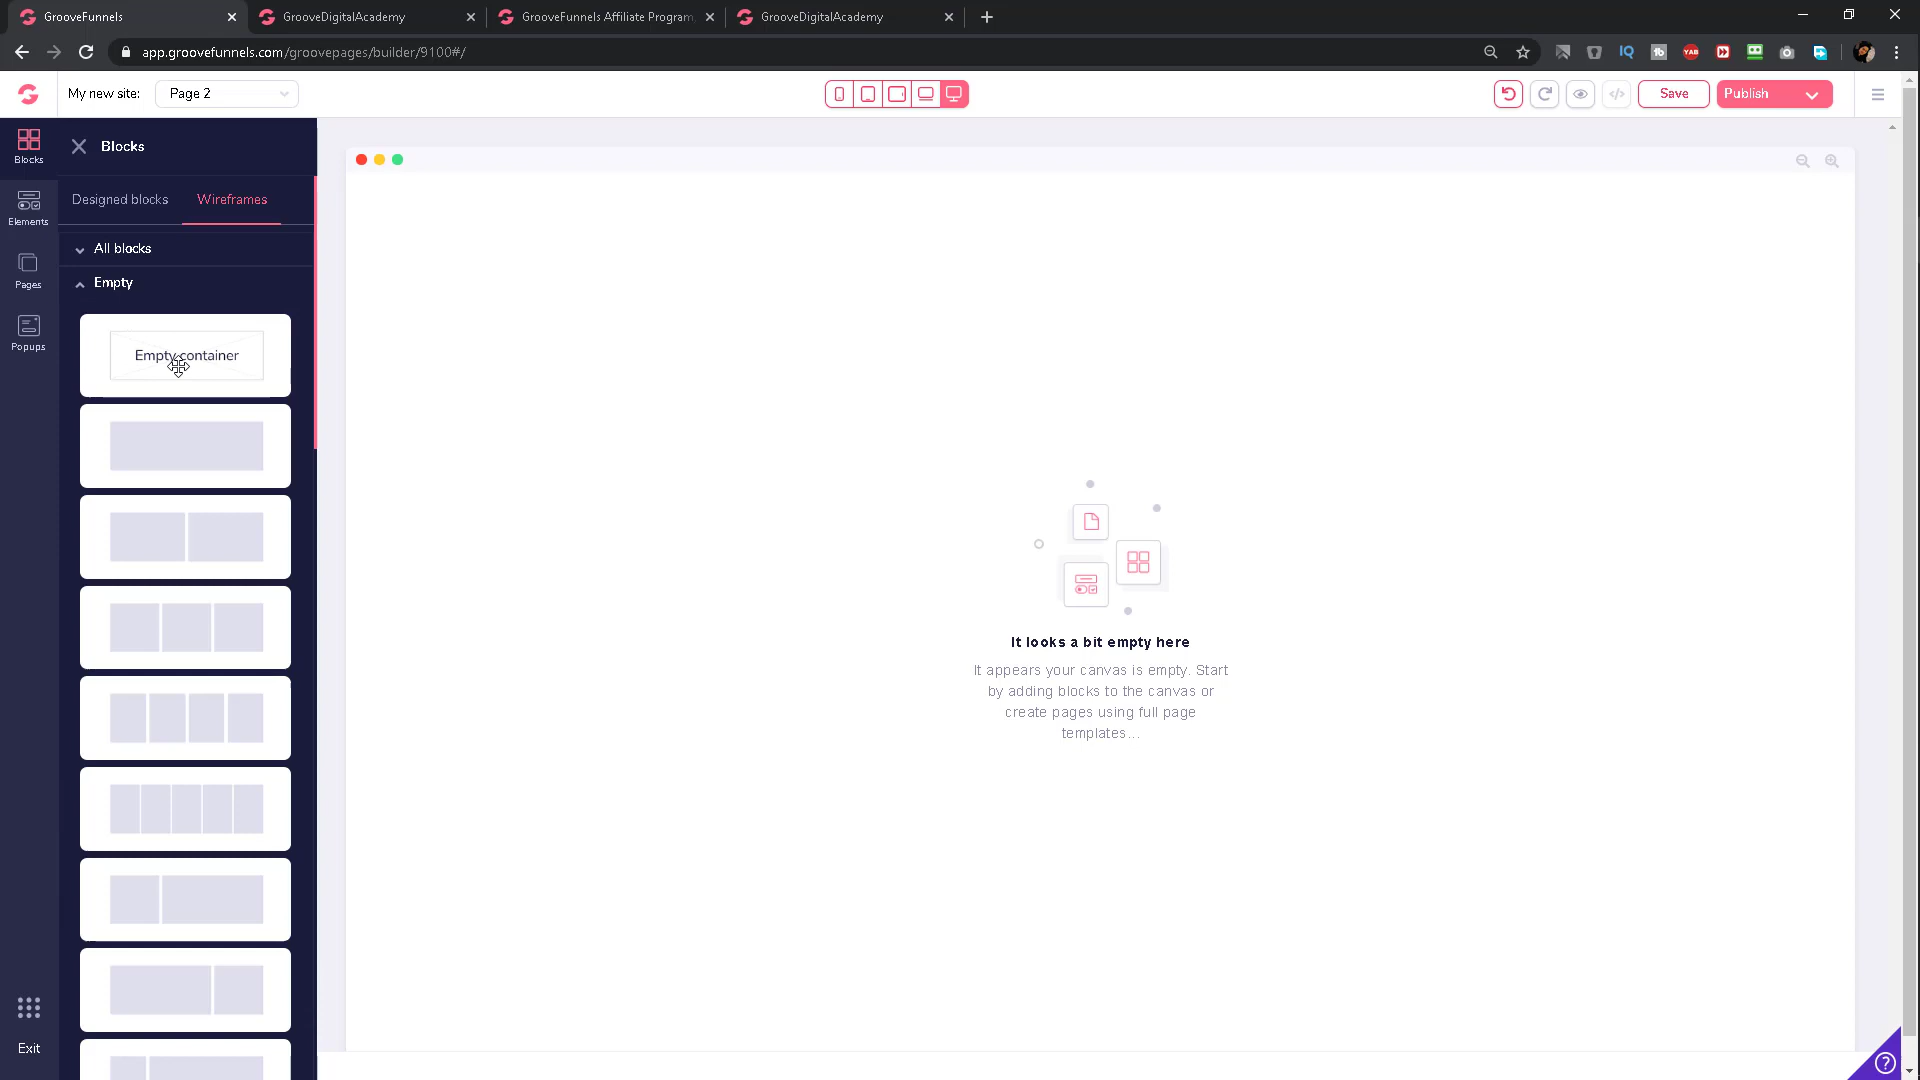 GrooveFunnels
GrooveDigitalAcademy
GrooveFunnels Affiliate Program
GrooveDigitalAcademy
app.groovefunnels.com/groovepages/builder/9100#/
My new site:
Page 2
Save
Publish
Blocks
Elements
Pages
Popups
Exit
Blocks
Designed blocks
Wireframes
All blocks
Empty
Empty container
It looks a bit empty here
It appears your canvas is empty. Start
by adding blocks to the canvas or
create pages using full page
templates...